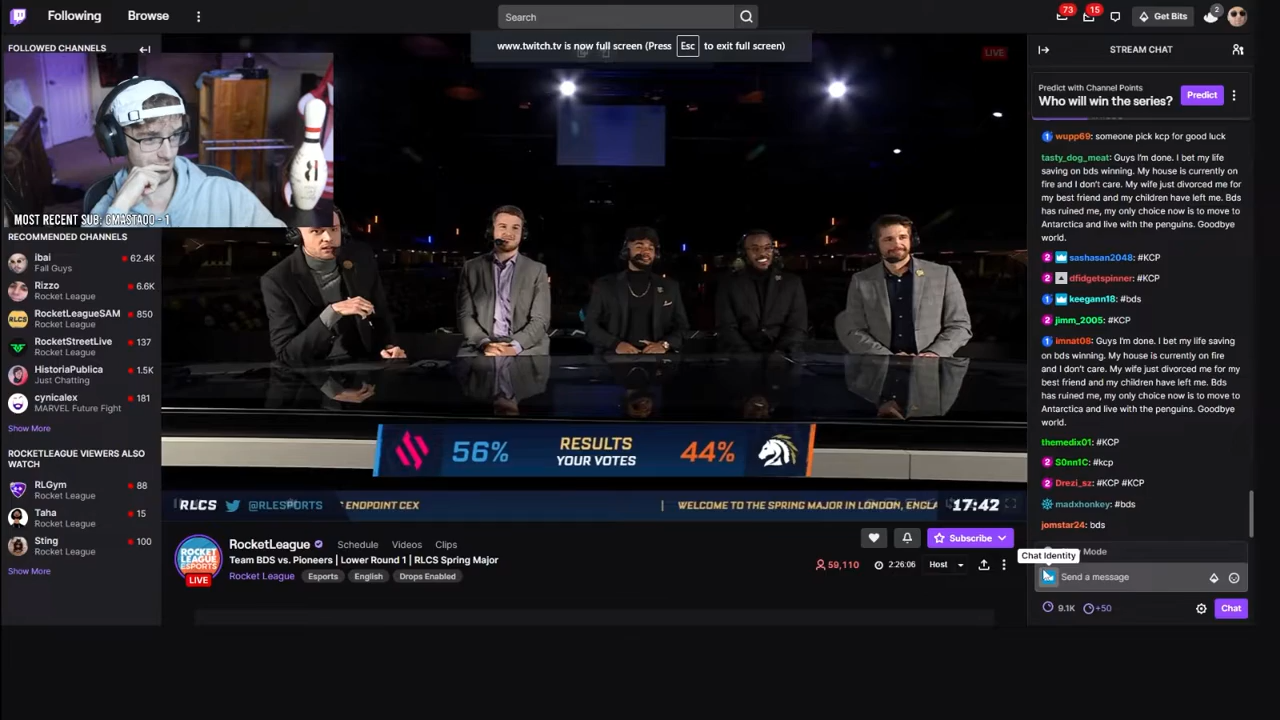 Following
Browse
Search
73
15
Get Bits
2
www.twitch.tv is now full screen (Press Esc to exit full screen)
LIVE
FOLLOWED CHANNELS
MOST RECENT SUB: GMASTAQD - 1
RECOMMENDED CHANNELS
ibai
62.4K
Fall Guys
Rizzo
6.6K
Rocket League
RocketLeagueSAM
850
Rocket League
RocketStreetLive
137
Rocket League
HistoriaPublica
1.5K
Just Chatting
cynicalex
181
MARVEL Future Fight
Show More
ROCKETLEAGUE VIEWERS ALSO
WATCH
RLGym
88
Rocket League
Taha
15
Rocket League
Sting
100
Rocket League
Show More
56%
RESULTS
YOUR VOTES
44%
RLCS
@RLESPORTS
ENDPOINT CEX
| WELCOME TO THE SPRING MAJOR IN LONDON, ENGLA
17:42
ROCKET
LEAGUE
ESPORTS
LIVE
RocketLeague
Schedule
Videos
Clips
Subscribe
Team BDS vs. Pioneers | Lower Round 1 | RLCS Spring Major
Rocket League
Esports
English
Drops Enabled
59,110
2:26:06
Host
STREAM CHAT
Predict with Channel Points
Who will win the series?
Predict
wupp69: someone pick kcp for good luck
tasty_dog_meat: Guys I'm done. I bet my life
saving on bds winning. My house is currently on
fire and I don't care. My wife just divorced me for
my best friend and my children have left me. Bds
has ruined me, my only choice now is to move to
Antarctica and live with the penguins. Goodbye
world.
sashasan2048: #KCP
dfidgetspinner: #KCP
keegann18: #bds
jimm_2005: #KCP
imnat08: Guys I'm done. I bet my life saving
on bds winning. My house is currently on fire
and I don't care. My wife just divorced me for my
best friend and my children have left me. Bds
has ruined me, my only choice now is to move to
Antarctica and live with the penguins. Goodbye
world.
themedix01: #KCP
S0nn1C: #kcp
Drezi_sz: #KCP #KCP
madxhonkey: #bds
jomstar24: bds
Mode
Chat Identity
Send a message
9.1K
+50
Chat